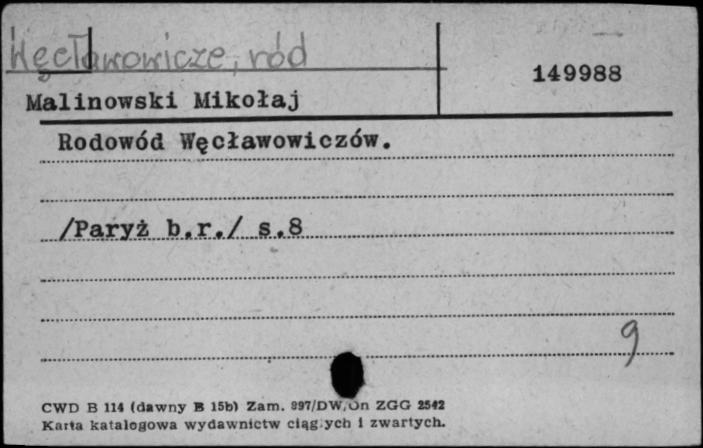 Węcławowicze, ród
149988
Malinowski Mikołaj
Rodowód Węcławowiczów.
/Paryż b.r./ s.8
9
CWD B 114 (dawny B 15b) Zam. 997/DW/On ZGG 2542
Karta katalogowa wydawnictw ciągłych i zwartych.